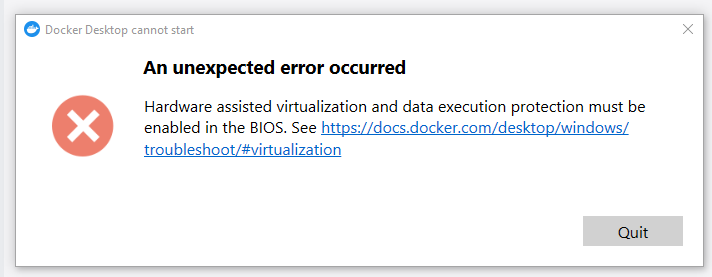 Docker Desktop cannot start
An unexpected error occurred
Hardware assisted virtualization and data execution protection must be
enabled in the BIOS. See https://docs.docker.com/desktop/windows/
troubleshoot/#virtualization
Quit